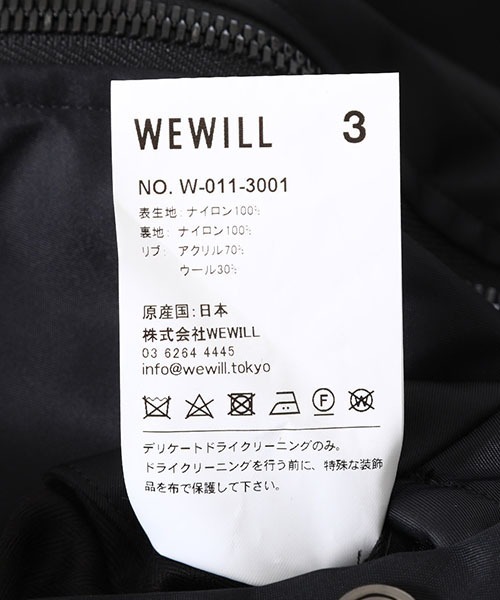 WEWILL 3
NO. W-011-3001
表生地: ナイロン100%
裏地: ナイロン100%
リブ: アクリル70%
ウール30%
原産国:日本
株式会社WEWILL
03 6264 4445
info@wewill.tokyo
F W
デリケートドライクリーニングのみ。
ドライクリーニングを行う前に、特殊な装飾
品を布で保護して下さい。